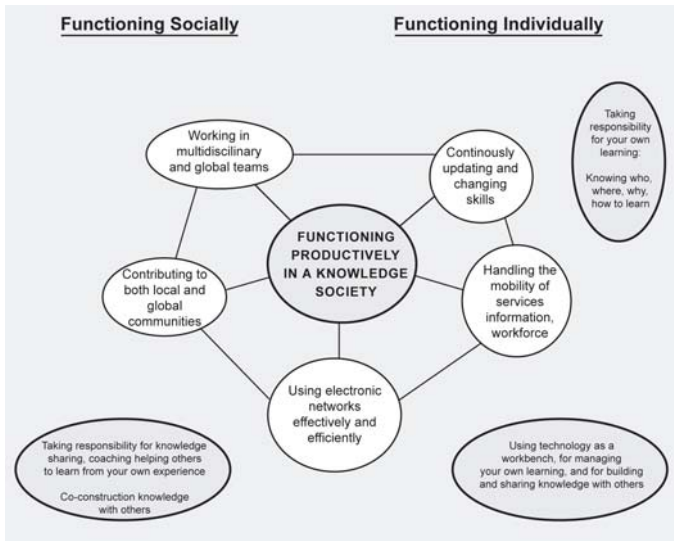 Functioning Socially
Functioning Individually
Working in
multidiscilinary
and global teams
Continously
updating and
changing
skills
Taking
responsibility
for your own
learning:
Knowing who,
where, why,
how to learn
FUNCTIONING
PRODUCTIVELY
IN A KNOWLEDGE
SOCIETY
Contributing to
both local and
global
communities
Handling the
mobility of
services
information,
workforce
Using electronic
networks
effectively and
efficiently
Taking responsibility for knowledge
sharing, coaching helping others
to learn from your own experience
Co-construction knowledge
with others
Using technology as a
workbench, for managing
your own learning, and for building
and sharing knowledge with others